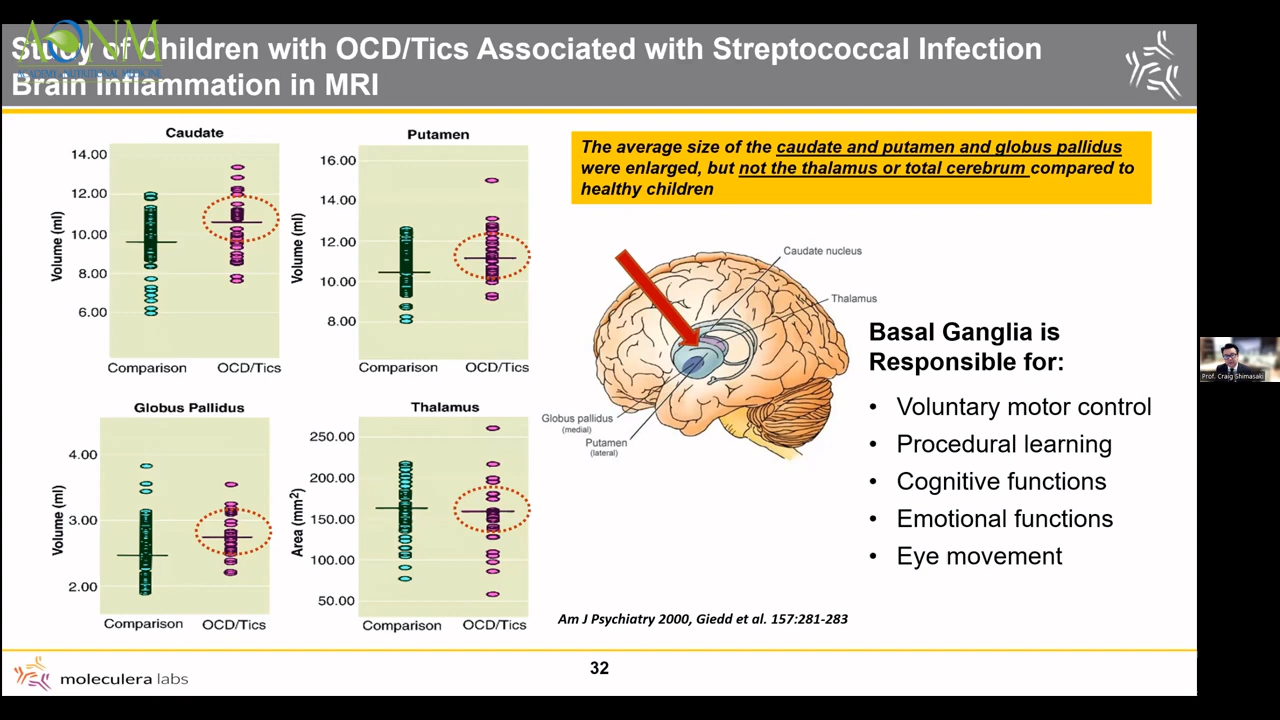 AONM
ACADEMY of NUTRITIONAL MEDICINE
Study of Children with OCD/Tics Associated with Streptococcal Infection
Brain Inflammation in MRI
Caudate
14.00
12.00
10.00
8.00
6.00
Volume (ml)
Comparison OCD/Tics
Putamen
16.00
14.00
12.00
10.00
8.00
Volume (ml)
Comparison OCD/Tics
Globus Pallidus
4.00
3.00
2.00
Volume (ml)
Comparison OCD/Tics
Thalamus
250.00
200.00
150.00
100.00
50.00
Area (mm²)
Comparison OCD/Tics
The average size of the caudate and putamen and globus pallidus
were enlarged, but not the thalamus or total cerebrum compared to
healthy children
Caudate nucleus
Thalamus
Globus pallidus
(medial)
Putamen
(lateral)
Basal Ganglia is
Responsible for:
• Voluntary motor control
• Procedural learning
• Cognitive functions
• Emotional functions
• Eye movement
Am J Psychiatry 2000, Giedd et al. 157:281-283
moleculera labs
32
Prof. Craig Shimasaki